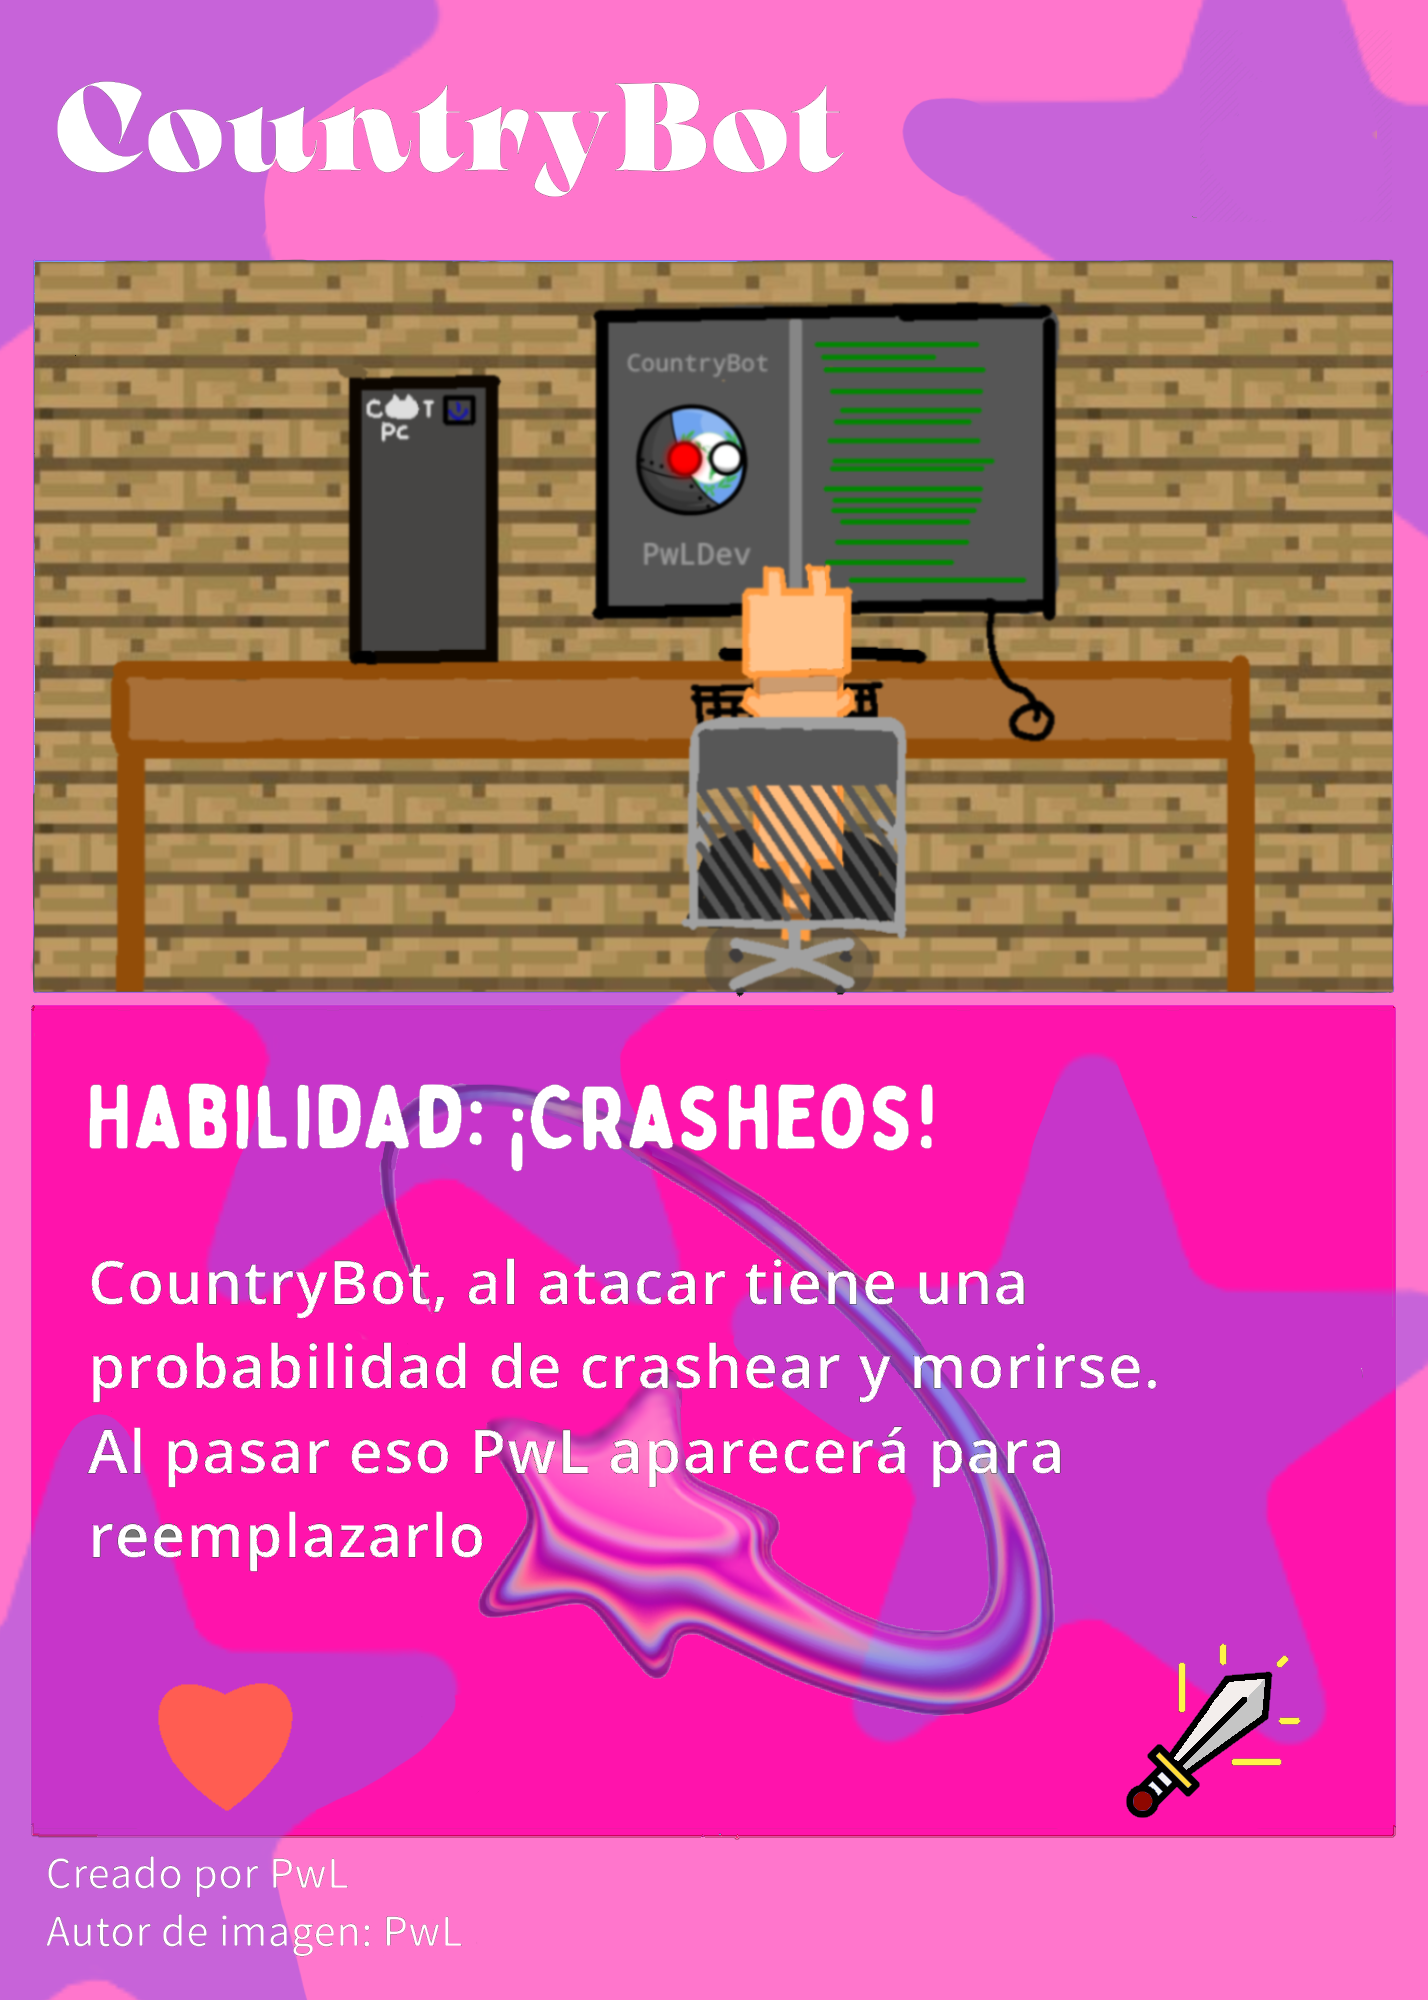 CountryBot
CountryBot
C T
Pc
PwLDev
HABILIDAD: ¡CRASHEOS!
CountryBot, al atacar tiene una
probabilidad de crashear y morirse.
Al pasar eso PwL aparecerá para
reemplazarlo
Creado por PwL
Autor de imagen: PwL